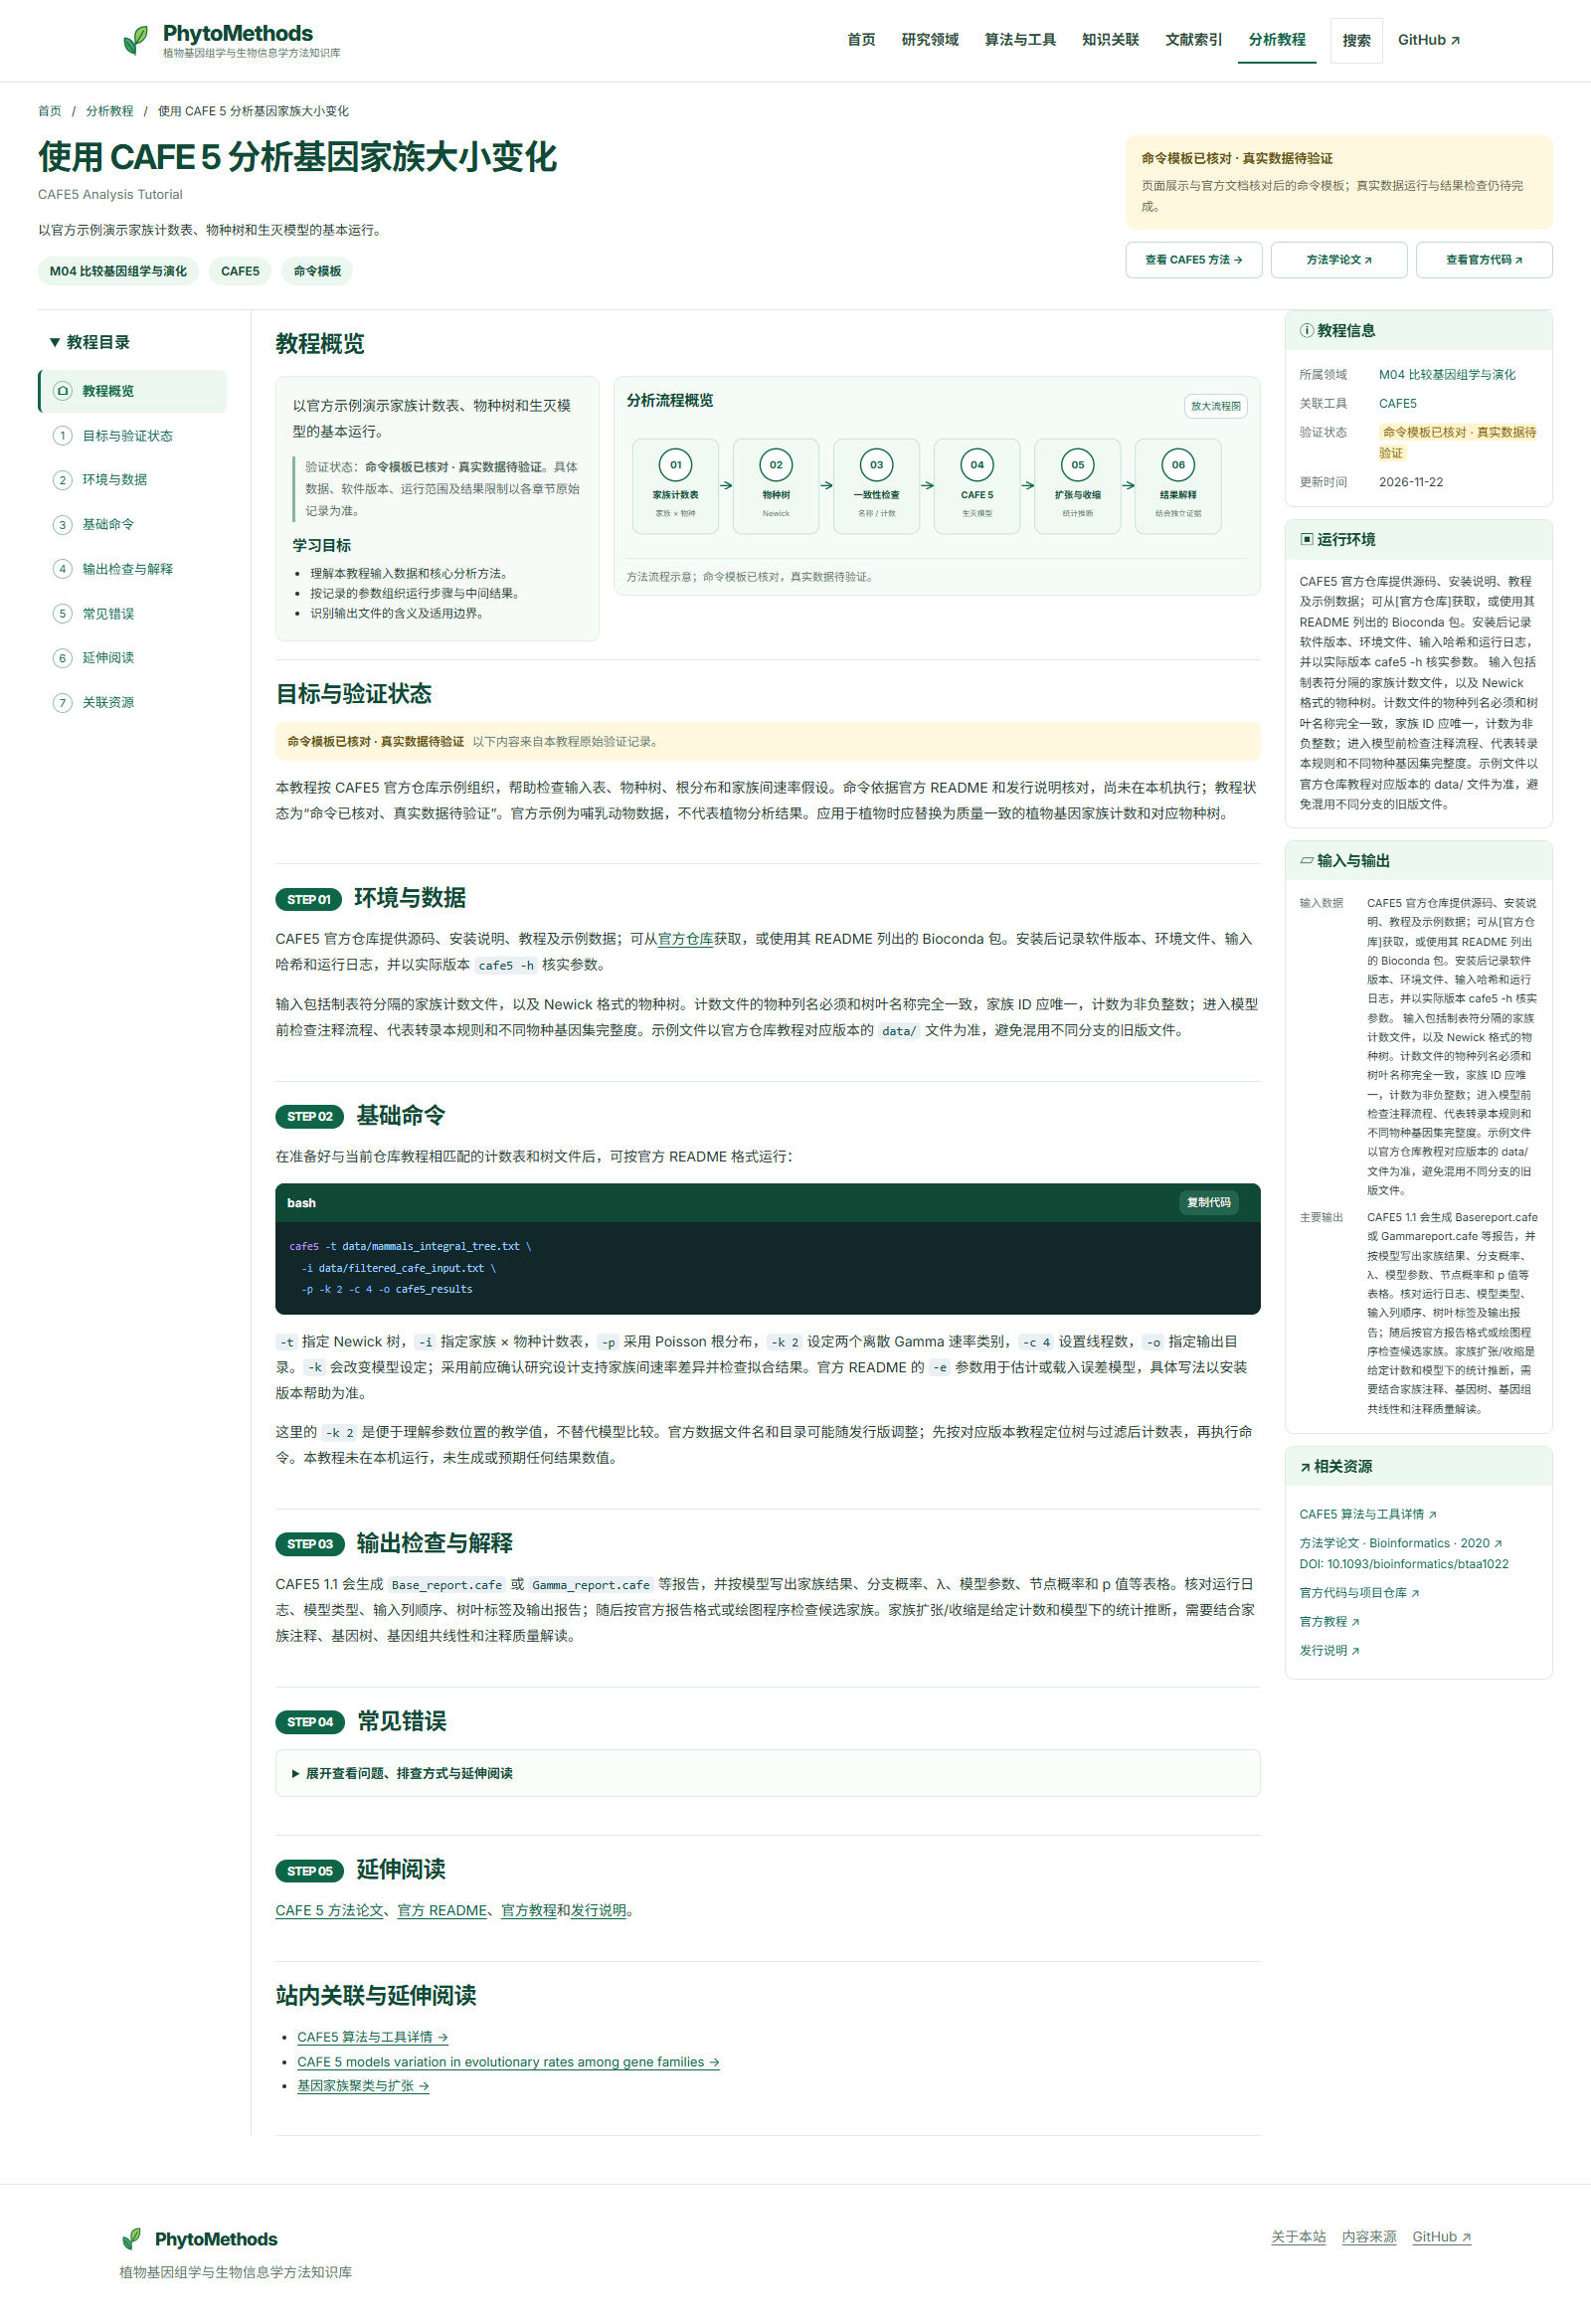 PhytoMethods
植物基因组学与生物信息学方法知识库
首页
研究领域
算法与工具
知识关联
文献索引
分析教程
搜索
GitHub ↗
首页 / 分析教程 / 使用 CAFE 5 分析基因家族大小变化
使用 CAFE 5 分析基因家族大小变化
CAFE5 Analysis Tutorial
以官方示例演示家族计数表、物种树和生灭模型的基本运行。
M04 比较基因组学与演化
CAFE5
命令模板
命令模板已核对 · 真实数据待验证
页面展示与官方文档核对后的命令模板；真实数据运行与结果检查仍待完
成。
查看 CAFE5 方法 →
方法学论文 ↗
查看官方代码 ↗
▼ 教程目录
教程概览
1 目标与验证状态
2 环境与数据
3 基础命令
4 输出检查与解释
5 常见错误
6 延伸阅读
7 关联资源
教程概览
以官方示例演示家族计数表、物种树和生灭模
型的基本运行。
验证状态：命令模板已核对 · 真实数据待验证。具体
数据、软件版本、运行范围及结果限制以各章节原始
记录为准。
学习目标
• 理解本教程输入数据和核心分析方法。
• 按记录的参数组织运行步骤与中间结果。
• 识别输出文件的含义及适用边界。
分析流程概览
放大流程图
01
家族计数表
家族 × 物种
→
02
物种树
Newick
→
03
一致性检查
名称 / 计数
→
04
CAFE 5
生灭模型
→
05
扩张与收缩
统计推断
→
06
结果解释
结合独立证据
方法流程示意；命令模板已核对，真实数据待验证。
目标与验证状态
命令模板已核对 · 真实数据待验证 以下内容来自本教程原始验证记录。
本教程按 CAFE5 官方仓库示例组织，帮助检查输入表、物种树、根分布和家族间速率假设。命令依据官方 README 和发行说明核对，尚未在本机执行；教程状
态为“命令已核对、真实数据待验证”。官方示例为哺乳动物数据，不代表植物分析结果。应用于植物时应替换为质量一致的植物基因家族计数和对应物种树。
STEP 01 环境与数据
CAFE5 官方仓库提供源码、安装说明、教程及示例数据；可从官方仓库获取，或使用其 README 列出的 Bioconda 包。安装后记录软件版本、环境文件、输入
哈希和运行日志，并以实际版本 cafe5 -h 核实参数。
输入包括制表符分隔的家族计数文件，以及 Newick 格式的物种树。计数文件的物种列名必须和树叶名称完全一致，家族 ID 应唯一，计数为非负整数；进入模型
前检查注释流程、代表转录本规则和不同物种基因集完整度。示例文件以官方仓库教程对应版本的 data/ 文件为准，避免混用不同分支的旧版文件。
STEP 02 基础命令
在准备好与当前仓库教程相匹配的计数表和树文件后，可按官方 README 格式运行：
bash
复制代码
cafe5 -t data/mammals_integral_tree.txt \
-i data/filtered_cafe_input.txt \
-p -k 2 -c 4 -o cafe5_results
-t 指定 Newick 树，-i 指定家族 × 物种计数表，-p 采用 Poisson 根分布，-k 2 设定两个离散 Gamma 速率类别，-c 4 设置线程数，-o 指定输出目
录。-k 会改变模型设定；采用前应确认研究设计支持家族间速率差异并检查拟合结果。官方 README 的 -e 参数用于估计或载入误差模型，具体写法以安装
版本帮助为准。
这里的 -k 2 是便于理解参数位置的教学值，不替代模型比较。官方数据文件名和目录可能随发行版调整；先按对应版本教程定位树与过滤后计数表，再执行命
令。本教程未在本机运行，未生成或预期任何结果数值。
STEP 03 输出检查与解释
CAFE5 1.1 会生成 Base_report.cafe 或 Gamma_report.cafe 等报告，并按模型写出家族结果、分支概率、λ、模型参数、节点概率和 p 值等表格。核对运行日
志、模型类型、输入列顺序、树叶标签及输出报告；随后按官方报告格式或绘图程序检查候选家族。家族扩张/收缩是给定计数和模型下的统计推断，需要结合家
族注释、基因树、基因组共线性和注释质量解读。
STEP 04 常见错误
▶ 展开查看问题、排查方式与延伸阅读
STEP 05 延伸阅读
CAFE 5 方法论文、官方 README、官方教程和发行说明。
站内关联与延伸阅读
• CAFE5 算法与工具详情 →
• CAFE 5 models variation in evolutionary rates among gene families →
• 基因家族聚类与扩张 →
ⓘ 教程信息
所属领域 M04 比较基因组学与演化
关联工具 CAFE5
验证状态 命令模板已核对 · 真实数据待
验证
更新时间 2026-11-22
▣ 运行环境
CAFE5 官方仓库提供源码、安装说明、教程
及示例数据；可从[官方仓库]获取，或使用其
README 列出的 Bioconda 包。安装后记录
软件版本、环境文件、输入哈希和运行日志，
并以实际版本 cafe5 -h 核实参数。 输入包括
制表符分隔的家族计数文件，以及 Newick
格式的物种树。计数文件的物种列名必须和树
叶名称完全一致，家族 ID 应唯一，计数为非
负整数；进入模型前检查注释流程、代表转录
本规则和不同物种基因集完整度。示例文件以
官方仓库教程对应版本的 data/ 文件为准，避
免混用不同分支的旧版文件。
▱ 输入与输出
输入数据 CAFE5 官方仓库提供源码、安装说
明、教程及示例数据；可从[官方仓
库]获取，或使用其 README 列出
的 Bioconda 包。安装后记录软件
版本、环境文件、输入哈希和运行
日志，并以实际版本 cafe5 -h 核实
参数。 输入包括制表符分隔的家族
计数文件，以及 Newick 格式的物
种树。计数文件的物种列名必须和
树叶名称完全一致，家族 ID 应唯
一，计数为非负整数；进入模型前
检查注释流程、代表转录本规则和
不同物种基因集完整度。示例文件
以官方仓库教程对应版本的 data/
文件为准，避免混用不同分支的旧
版文件。
主要输出 CAFE5 1.1 会生成 Basereport.cafe
或 Gammareport.cafe 等报告，并
按模型写出家族结果、分支概率、
λ、模型参数、节点概率和 p 值等
表格。核对运行日志、模型类型、
输入列顺序、树叶标签及输出报
告；随后按官方报告格式或绘图程
序检查候选家族。家族扩张/收缩是
给定计数和模型下的统计推断，需
要结合家族注释、基因树、基因组
共线性和注释质量解读。
↗ 相关资源
CAFE5 算法与工具详情 ↗
方法学论文 · Bioinformatics · 2020 ↗
DOI: 10.1093/bioinformatics/btaa1022
官方代码与项目仓库 ↗
官方教程 ↗
发行说明 ↗
PhytoMethods
植物基因组学与生物信息学方法知识库
关于本站
内容来源
GitHub ↗